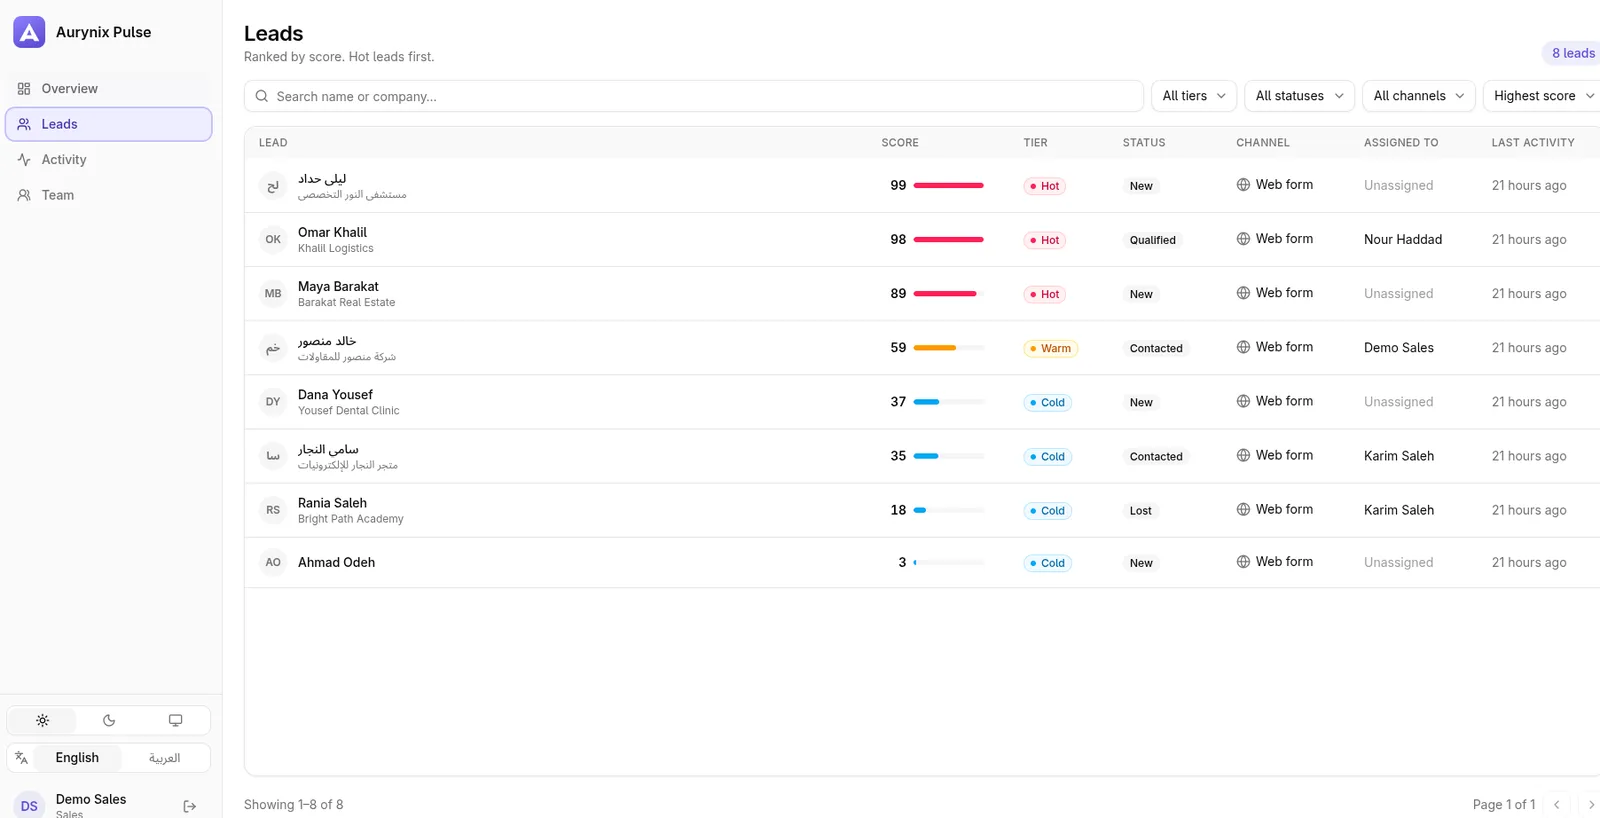 Aurynix Pulse
Overview
Leads
Activity
Team
English
العربية
DS
Demo Sales
Sales
Leads
Ranked by score. Hot leads first.
8 leads
Search name or company...
All tiers
All statuses
All channels
Highest score
LEAD SCORE TIER STATUS CHANNEL ASSIGNED TO LAST ACTIVITY
لح
ليلى حداد
مستشفى النور التخصصي
99 Hot New Web form Unassigned 21 hours ago
OK
Omar Khalil
Khalil Logistics
98 Hot Qualified Web form Nour Haddad 21 hours ago
MB
Maya Barakat
Barakat Real Estate
89 Hot New Web form Unassigned 21 hours ago
خم
خالد منصور
شركة منصور للمقاولات
59 Warm Contacted Web form Demo Sales 21 hours ago
DY
Dana Yousef
Yousef Dental Clinic
37 Cold New Web form Unassigned 21 hours ago
سا
سامي النجار
متجر النجار للإلكترونيات
35 Cold Contacted Web form Karim Saleh 21 hours ago
RS
Rania Saleh
Bright Path Academy
18 Cold Lost Web form Karim Saleh 21 hours ago
AO
Ahmad Odeh
3 Cold New Web form Unassigned 21 hours ago
Showing 1–8 of 8
Page 1 of 1